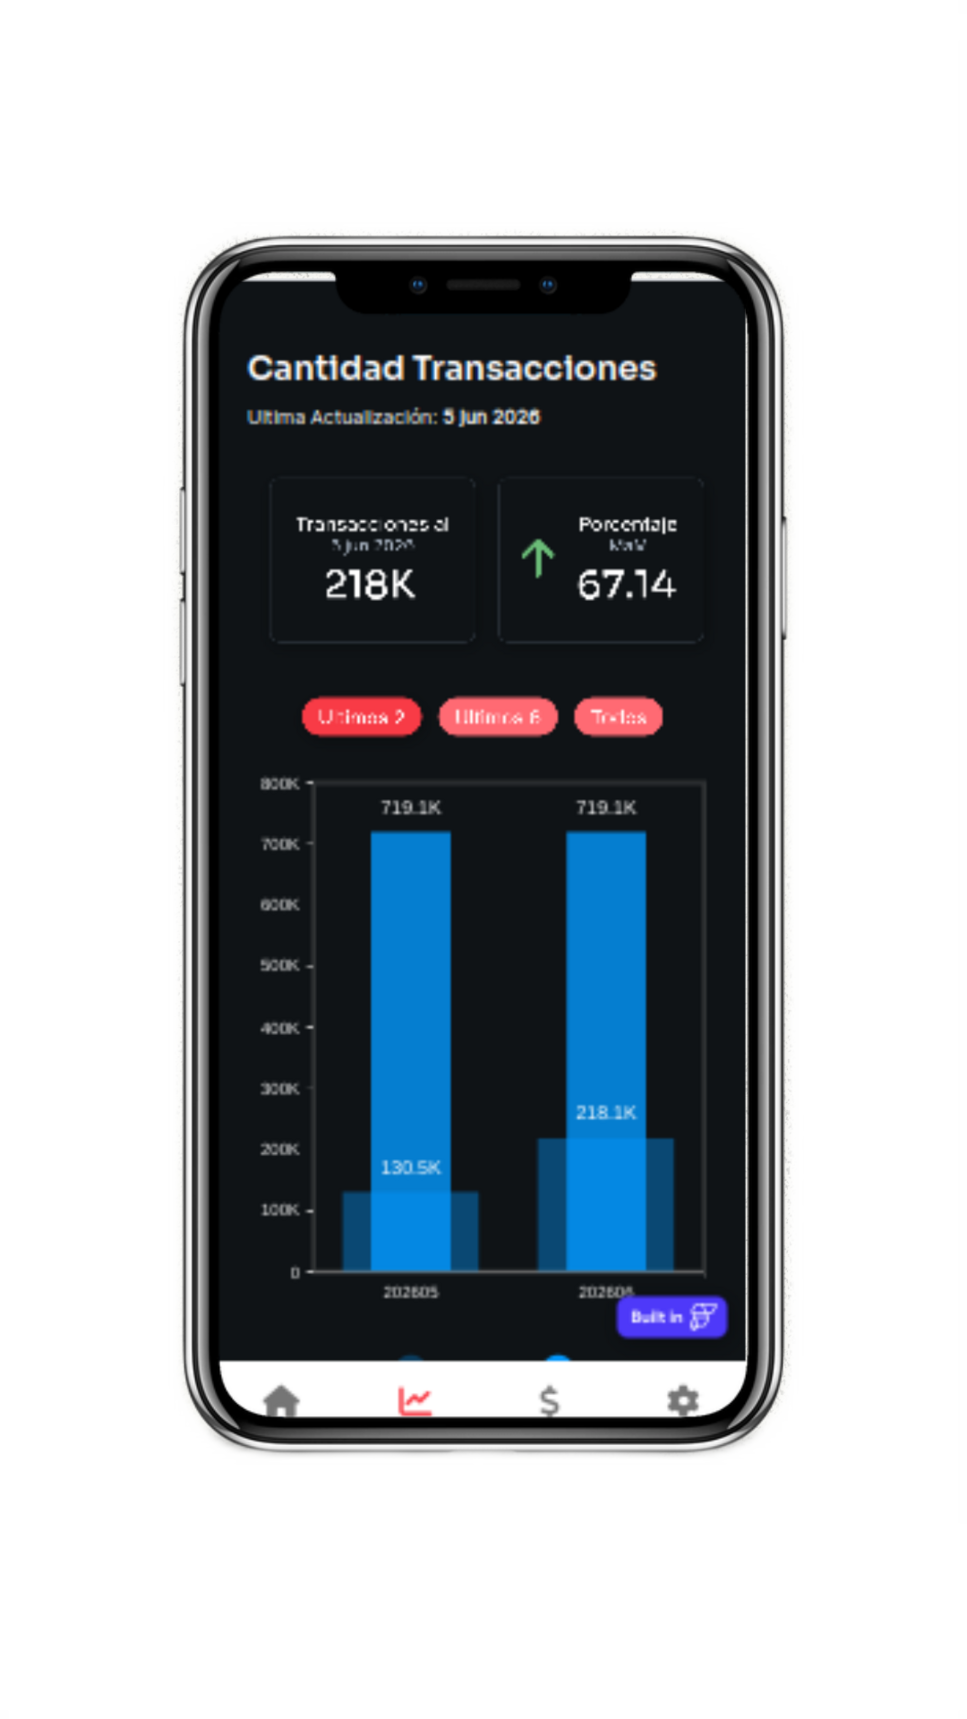 Cantidad Transacciones
Ultima Actualización: 5 Jun 2026
Transacciones al
5 jun 2026
218K
Porcentaje
MaM
67.14
Ultimos 2
Ultimos 6
Todos
800K
719.1K
719.1K
700K
600K
500K
400K
300K
218.1K
200K
130.5K
100K
0
202605
202606
Built in
$